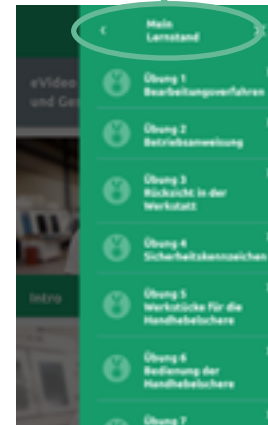 Mein
Lernstand
eVideo
und Ge
Übung 1
Bearbeitungsverfahren
Übung 2
Betriebsanweisung
Übung 3
Rücksicht in der
Werkstatt
Übung 4
Sicherheitskennzeichen
Intro
Übung 5
Werkstücke für die
Handhebelschere
Übung 6
Bedienung der
Handhebelschere
Übung 7